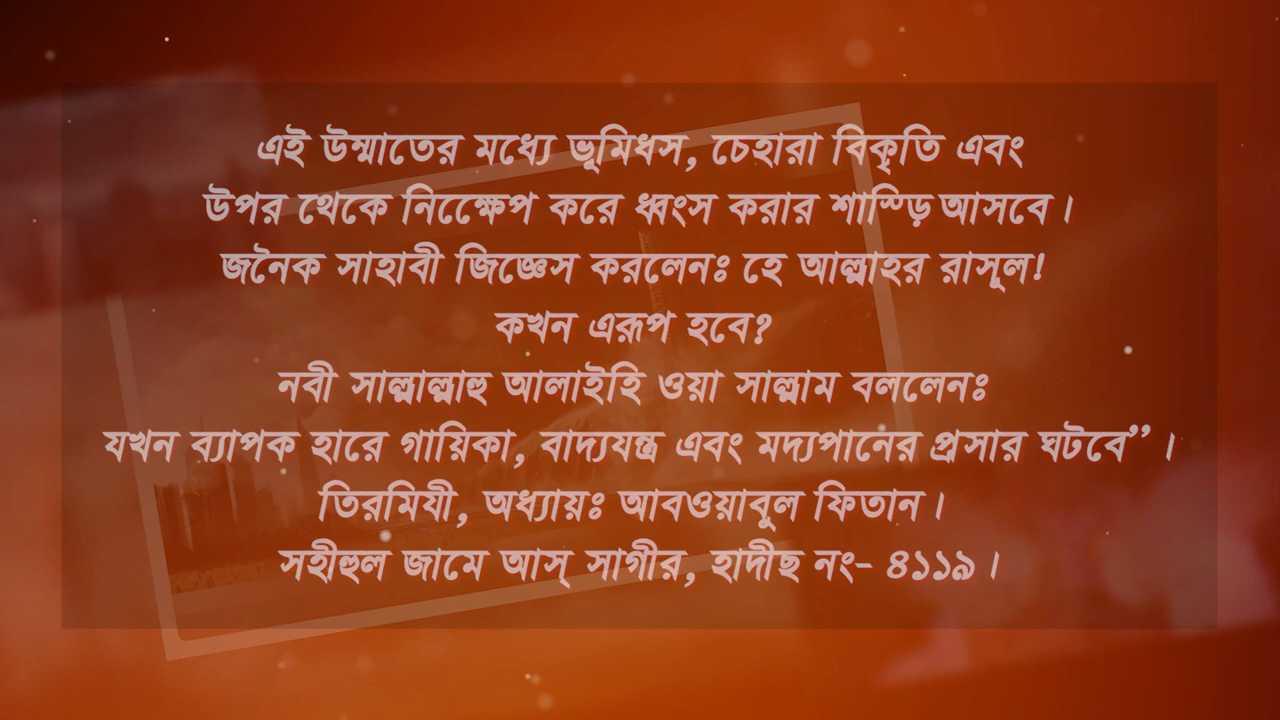 এই উম্মাতের মধ্যে ভূমিধস, চেহারা বিকৃতি এবং
উপর থেকে নিক্ষেেপ করে ধ্বংস করার শাস্ড়ি আসবে।
জনৈক সাহাবী জিজ্ঞেস করলেনঃ হে আল্লাহর রাসূল!
কখন এরূপ হবে?
নবী সাল্লাল্লাহু আলাইহি ওয়া সাল্লাম বললেনঃ
যখন ব্যাপক হারে গায়িকা, বাদ্যযন্ত্র এবং মদ্যপানের প্রসার ঘটবে’’।
তিরমিযী, অধ্যায়ঃ আবওয়াবুল ফিতান।
সহীহুল জামে আস্ সাগীর, হাদীছ নং- ৪১১৯।